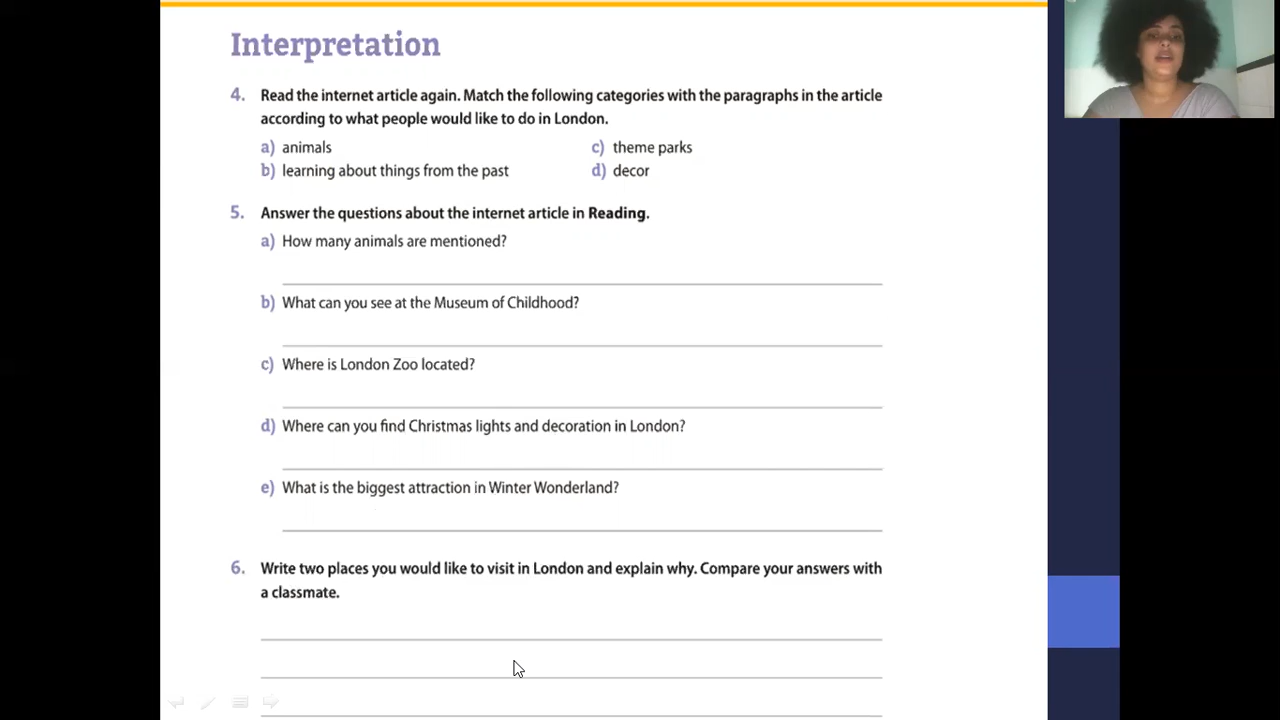 Interpretation
4. Read the internet article again. Match the following categories with the paragraphs in the article
according to what people would like to do in London.
a) animals
b) learning about things from the past
c) theme parks
d) decor
5. Answer the questions about the internet article in Reading.
a) How many animals are mentioned?
b) What can you see at the Museum of Childhood?
c) Where is London Zoo located?
d) Where can you find Christmas lights and decoration in London?
e) What is the biggest attraction in Winter Wonderland?
6. Write two places you would like to visit in London and explain why. Compare your answers with
a classmate.